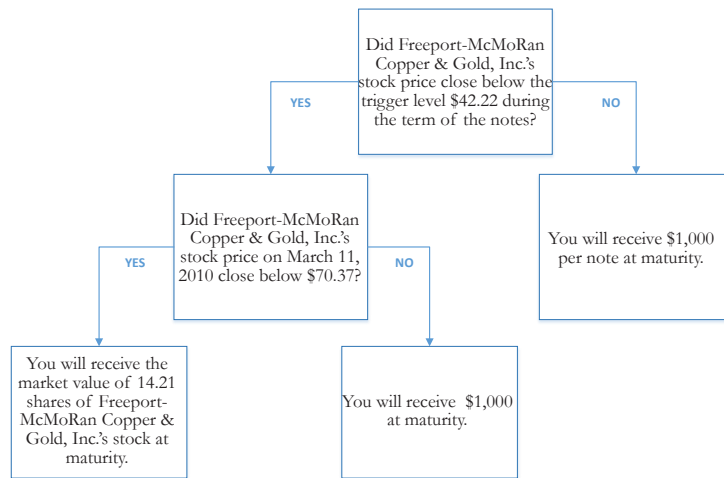 Did Freeport-McMoRan
Copper & Gold, Inc.'s
stock price close below the
trigger level $42.22 during
the term of the notes?
YES
NO
Did Freeport-McMoRan
Copper & Gold, Inc.'s
stock price on March 11,
2010 close below $70.37?
You will receive $1,000
per note at maturity.
YES
NO
You will receive the
market value of 14.21
shares of Freeport-
McMoRan Copper &
Gold, Inc.'s stock at
maturity.
You will receive $1,000
at maturity.